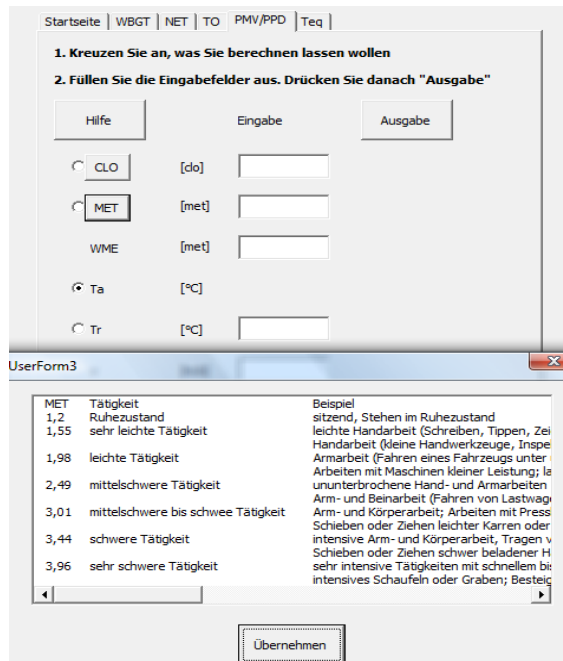 Startseite WBGT NET TO PMV/PPD Teq
1. Kreuzen Sie an, was Sie berechnen lassen wollen
2. Füllen Sie die Eingabefelder aus. Drücken Sie danach "Ausgabe"
Hilfe Eingabe Ausgabe
CLO [clo]
MET [met]
WME [met]
Ta [°C]
Tr [°C]
UserForm3
MET Tätigkeit Beispiel
1,2 Ruhezustand sitzend, Stehen im Ruhezustand
1,55 sehr leichte Tätigkeit leichte Handarbeit (Schreiben, Tippen, Zei
Handarbeit (kleine Handwerkzeuge, Inspe
1,98 leichte Tätigkeit Armarbeit (Fahren eines Fahrzeugs unter
Arbeiten mit Maschinen kleiner Leistung; la
2,49 mittelschwere Tätigkeit ununterbrochene Hand- und Armarbeiten
Arm- und Beinarbeit (Fahren von Lastwag
3,01 mittelschwere bis schwee Tätigkeit Arm- und Körperarbeit; Arbeiten mit Press
Schieben oder Ziehen leichter Karren oder
3,44 schwere Tätigkeit intensive Arm- und Körperarbeit, Tragen v
Schieben oder Ziehen schwer beladener H
3,96 sehr schwere Tätigkeit sehr intensive Tätigkeiten mit schnellem bis
intensives Schaufeln oder Graben; Besteig
Übernehmen